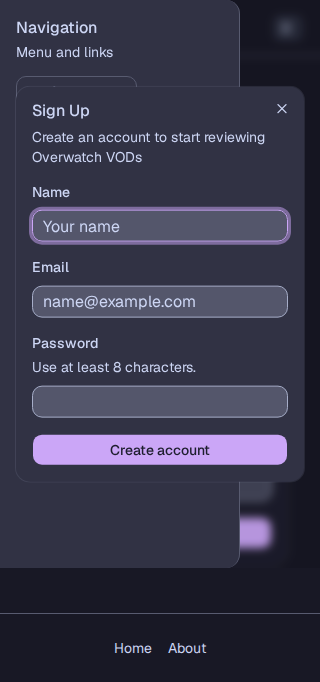 Navigation
Menu and links
Sign Up
Create an account to start reviewing
Overwatch VODs
Name
Your name
Email
name@example.com
Password
Use at least 8 characters.
Create account
Home About